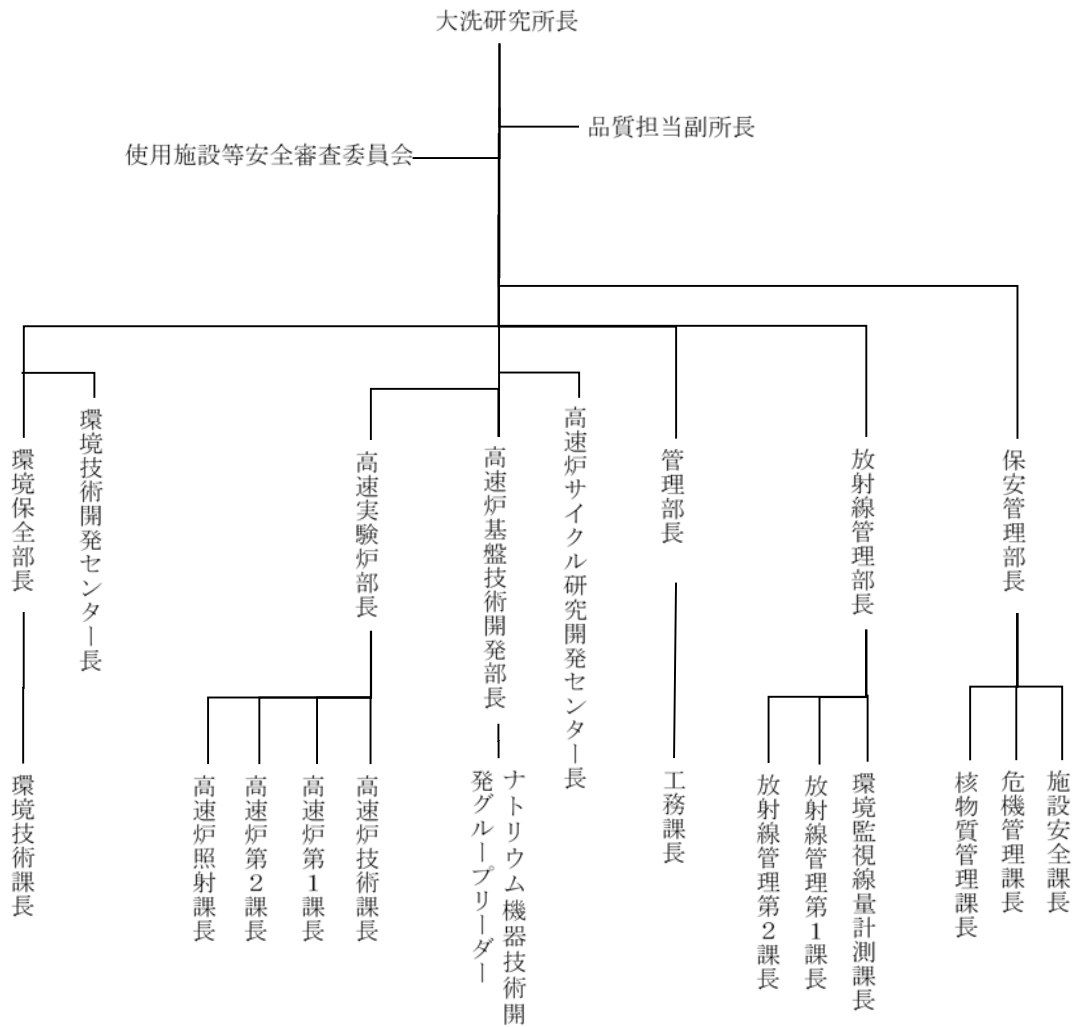 大洗研究所長
品質担当副所長
使用施設等安全審査委員会
環境保全部長
環境技術開発センター長
高速実験炉部長
高速炉基盤技術開発部長
高速炉サイクル研究開発センター長
管理部長
放射線管理部長
保安管理部長
環境技術課長
高速炉照射課長
高速炉第2課長
高速炉第1課長
高速炉技術課長
ナトリウム機器技術開
発グループリーダー
工務課長
放射線管理第2課長
放射線管理第1課長
環境監視線量計測課長
核物質管理課長
危機管理課長
施設安全課長